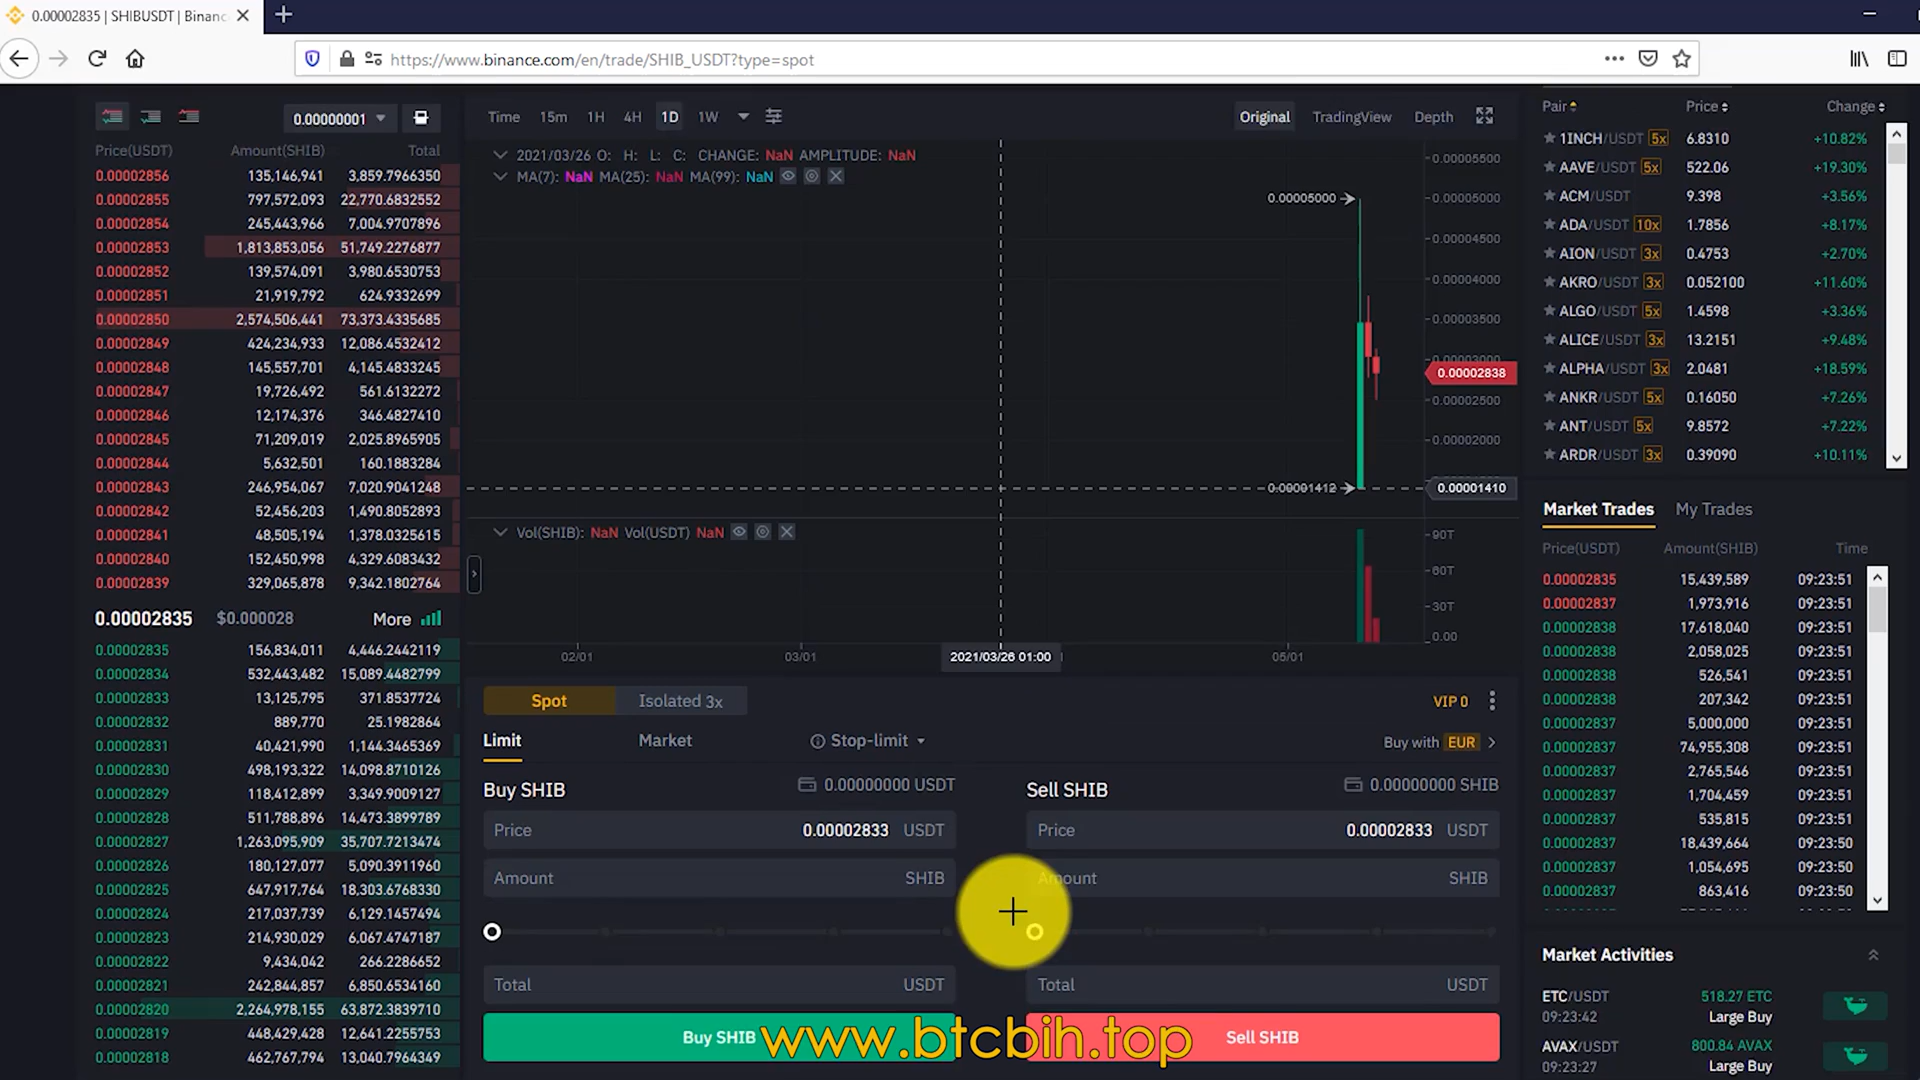 0.00002835 | SHIBUSDT | Binanc
https://www.binance.com/en/trade/SHIB_USDT?type=spot
0.00000001
Price(USDT) Amount(SHIB) Total
0.00002856 135,146,941 3,859.7966350
0.00002855 797,572,093 22,770.6832552
0.00002854 245,443,966 7,004.9707896
0.00002853 1,813,853,056 51,749.2276877
0.00002852 139,574,091 3,980.6530753
0.00002851 21,919,792 624.9332699
0.00002850 2,574,506,441 73,373.4335685
0.00002849 424,234,933 12,086.4532412
0.00002848 145,557,701 4,145.4833245
0.00002847 19,726,492 561.6132272
0.00002846 12,174,376 346.4827410
0.00002845 71,209,019 2,025.8965905
0.00002844 5,632,501 160.1883284
0.00002843 246,954,067 7,020.9041248
0.00002842 52,456,203 1,490.8052893
0.00002841 48,505,194 1,378.0325615
0.00002840 152,450,998 4,329.6083432
0.00002839 329,065,878 9,342.1802764
0.00002835 $0.000028 More
0.00002835 156,834,011 4,446.2442119
0.00002834 532,443,482 15,089.4482799
0.00002833 13,125,795 371.8537724
0.00002832 889,770 25.1982864
0.00002831 40,421,990 1,144.3465369
0.00002830 498,193,322 14,098.8710126
0.00002829 118,412,899 3,349.9009127
0.00002828 511,788,896 14,473.3899789
0.00002827 1,263,095,909 35,707.7213474
0.00002826 180,127,077 5,090.3911960
0.00002825 647,917,764 18,303.6768330
0.00002824 217,037,739 6,129.1457494
0.00002823 214,930,029 6,067.4747187
0.00002822 9,434,042 266.2286652
0.00002821 242,844,857 6,850.6534160
0.00002820 2,264,978,155 63,872.3839710
0.00002819 448,429,428 12,641.2255753
0.00002818 462,767,794 13,040.7964349
Time 15m 1H 4H 1D 1W
Original TradingView Depth
2021/03/26 O: H: L: C: CHANGE: NaN AMPLITUDE: NaN
MA(7): NaN MA(25): NaN MA(99): NaN
0.00005000
0.00001412
0.00005500
0.00005000
0.00004500
0.00004000
0.00003500
0.00003000
0.00002838
0.00002500
0.00002000
0.00001410
Vol(SHIB): NaN Vol(USDT) NaN
90T
60T
30T
0.00
02/01 03/01 2021/03/26 01:00 05/01
Spot Isolated 3x VIP 0
Limit Market Stop-limit Buy with EUR
Buy SHIB 0.00000000 USDT
Price 0.00002833 USDT
Amount SHIB
Total USDT
Buy SHIB
Sell SHIB 0.00000000 SHIB
Price 0.00002833 USDT
Amount SHIB
Total USDT
Sell SHIB
www.btcbih.top
Pair Price Change
1INCH/USDT 5x 6.8310 +10.82%
AAVE/USDT 5x 522.06 +19.30%
ACM/USDT 9.398 +3.56%
ADA/USDT 10x 1.7856 +8.17%
AION/USDT 3x 0.4753 +2.70%
AKRO/USDT 3x 0.052100 +11.60%
ALGO/USDT 5x 1.4598 +3.36%
ALICE/USDT 3x 13.2151 +9.48%
ALPHA/USDT 3x 2.0481 +18.59%
ANKR/USDT 5x 0.16050 +7.26%
ANT/USDT 5x 9.8572 +7.22%
ARDR/USDT 3x 0.39090 +10.11%
Market Trades My Trades
Price(USDT) Amount(SHIB) Time
0.00002835 15,439,589 09:23:51
0.00002837 1,973,916 09:23:51
0.00002838 17,618,040 09:23:51
0.00002838 2,058,025 09:23:51
0.00002838 526,541 09:23:51
0.00002838 207,342 09:23:51
0.00002837 5,000,000 09:23:51
0.00002837 74,955,308 09:23:51
0.00002837 2,765,546 09:23:51
0.00002837 1,704,459 09:23:51
0.00002837 535,815 09:23:51
0.00002837 18,439,664 09:23:50
0.00002837 1,054,695 09:23:50
0.00002837 863,416 09:23:50
Market Activities
ETC/USDT 518.27 ETC
09:23:42 Large Buy
AVAX/USDT 800.84 AVAX
09:23:27 Large Buy